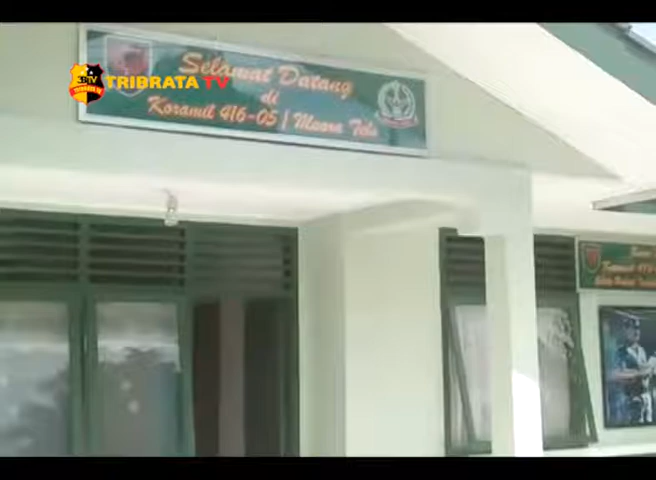 TRIBRATA TV
Selamat Datang
di
Koramil 416-05 / Muara Tebo